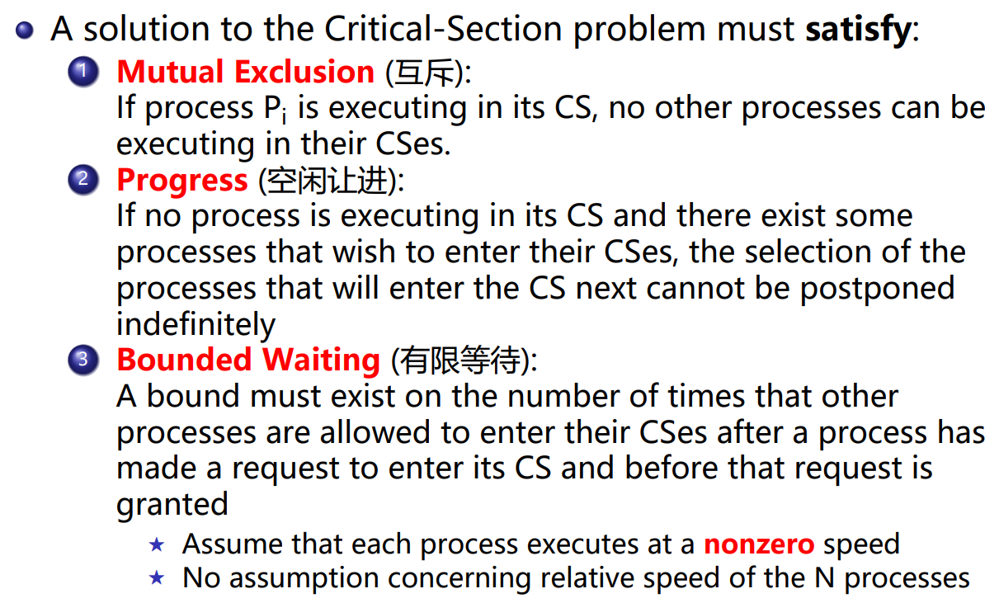 A solution to the Critical-Section problem must satisfy:
1 Mutual Exclusion (互斥):
If process Pi is executing in its CS, no other processes can be
executing in their CSes.
2 Progress (空闲让进):
If no process is executing in its CS and there exist some
processes that wish to enter their CSes, the selection of the
processes that will enter the CS next cannot be postponed
indefinitely
3 Bounded Waiting (有限等待):
A bound must exist on the number of times that other
processes are allowed to enter their CSes after a process has
made a request to enter its CS and before that request is
granted
★ Assume that each process executes at a nonzero speed
★ No assumption concerning relative speed of the N processes